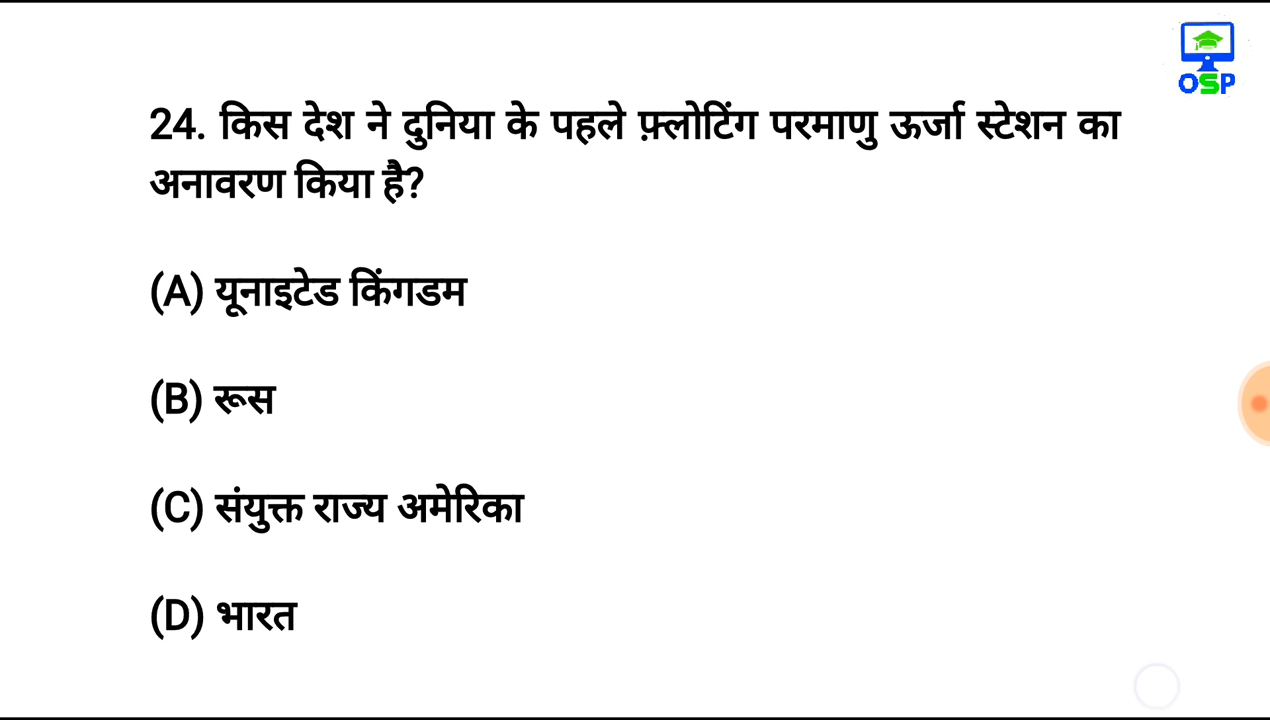 OSP
24. किस देश ने दुनिया के पहले फ़्लोटिंग परमाणु ऊर्जा स्टेशन का
अनावरण किया है?
(A) यूनाइटेड किंगडम
(B) रूस
(C) संयुक्त राज्य अमेरिका
(D) भारत